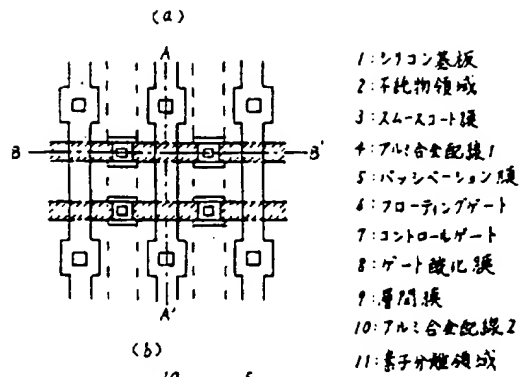 (a)
A
B
B'
A'
(b)
10 5
1:シリコン基板
2:不純物領域
3:スムースコート膜
4:アルミ合金配線1
5:パッシベーション膜
6:フローティングゲート
7:コントロールゲート
8:ゲート酸化膜
9:層間膜
10:アルミ合金配線2
11:素子分離領域